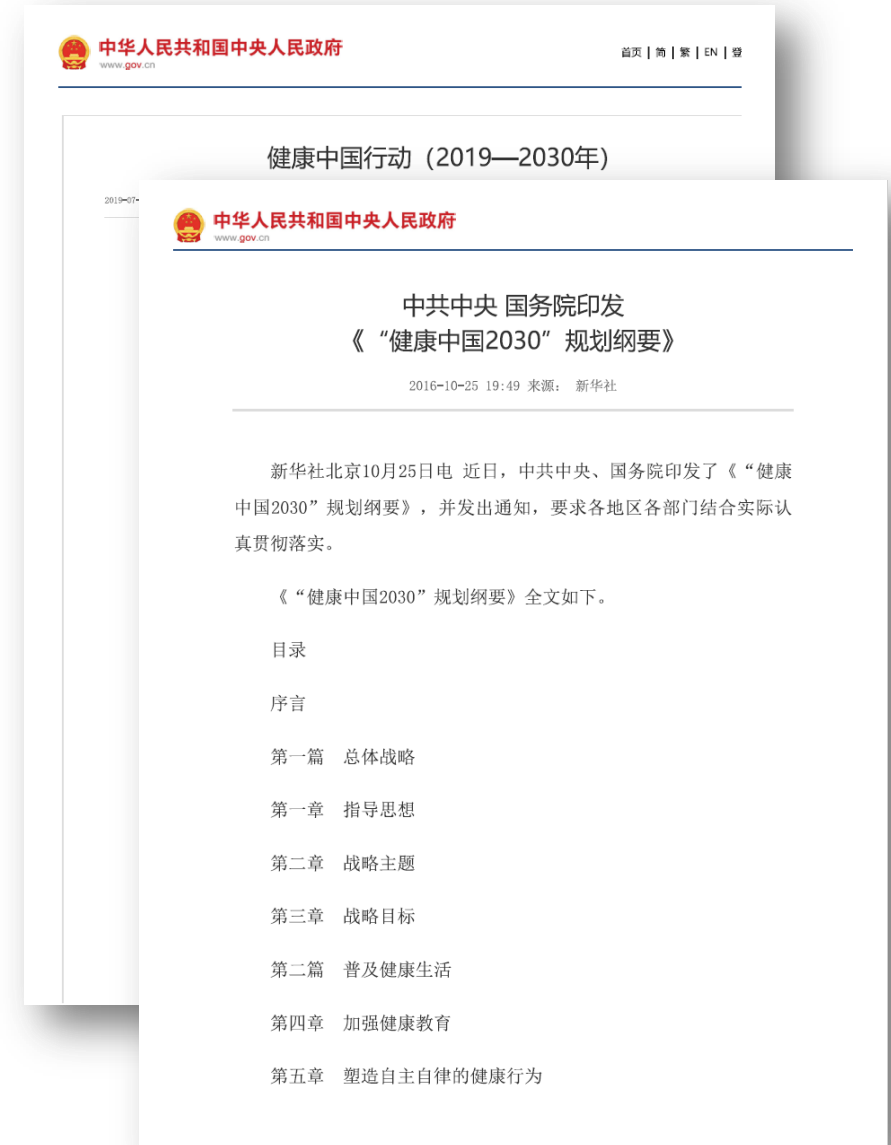 中华人民共和国中央人民政府
www.gov.cn
首页 | 简 | 繁 | EN | 登
健康中国行动（2019—2030年）
2019-07-
中华人民共和国中央人民政府
www.gov.cn
中共中央 国务院印发
《“健康中国2030”规划纲要》
2016-10-25 19:49 来源： 新华社
新华社北京10月25日电 近日，中共中央、国务院印发了《“健康
中国2030”规划纲要》，并发出通知，要求各地区各部门结合实际认
真贯彻落实。
《“健康中国2030”规划纲要》全文如下。
目录
序言
第一篇 总体战略
第一章 指导思想
第二章 战略主题
第三章 战略目标
第二篇 普及健康生活
第四章 加强健康教育
第五章 塑造自主自律的健康行为